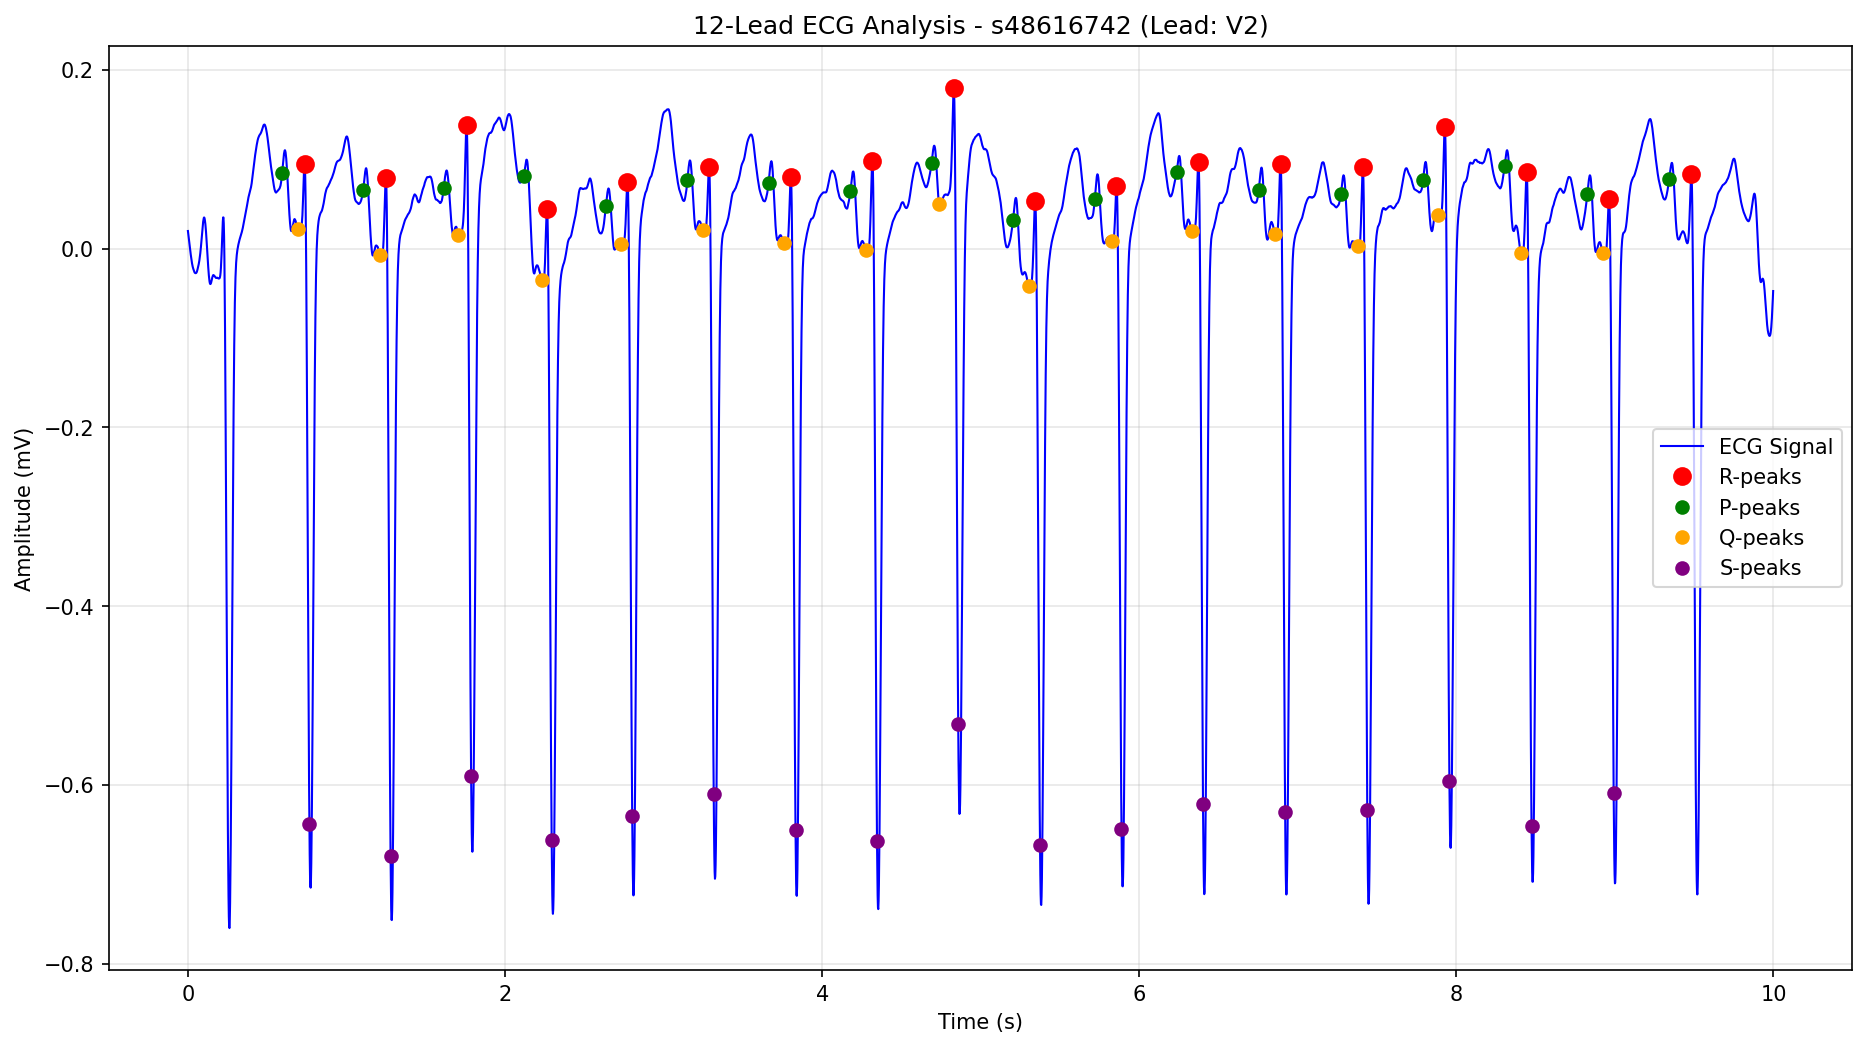 12-Lead ECG Analysis - s48616742 (Lead: V2)
0.2
0.0
−0.2
−0.4
−0.6
−0.8
Amplitude (mV)
ECG Signal
R-peaks
P-peaks
Q-peaks
S-peaks
0 2 4 6 8 10
Time (s)